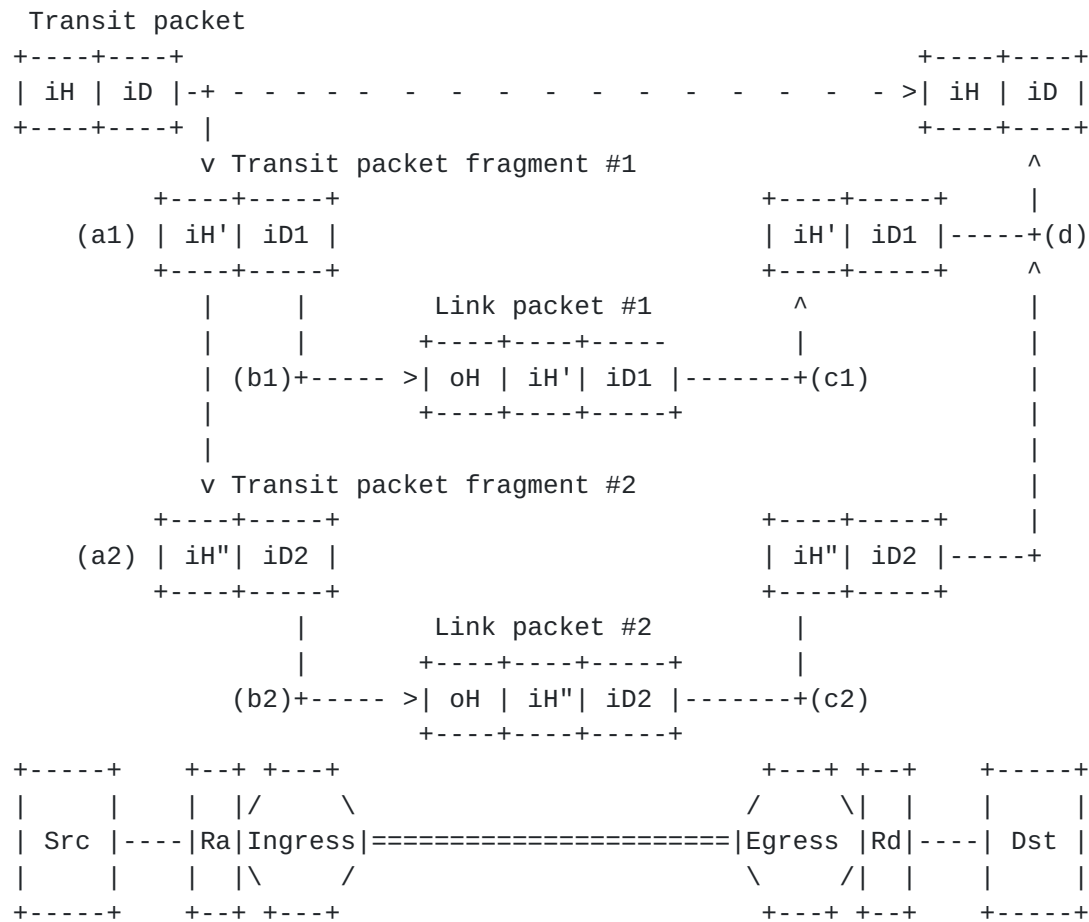 Transit packet
+----+----+ +----+----+
| iH | iD |-+ - - - - - - - - - - - - - - - - - - >| iH | iD |
+----+----+ | +----+----+
v Transit packet fragment #1 ^
+----+-----+ +----+-----+ |
(a1) | iH'| iD1 | | iH'| iD1 |-----+(d)
+----+-----+ +----+-----+ ^
| | Link packet #1 ^ |
| | +----+----+----- | |
| (b1)+----- >| oH | iH'| iD1 |-------+(c1) |
| +----+----+-----+ |
| |
v Transit packet fragment #2 |
+----+-----+ +----+-----+ |
(a2) | iH"| iD2 | | iH"| iD2 |-----+
+----+-----+ +----+-----+
| Link packet #2 |
| +----+----+-----+ |
(b2)+----- >| oH | iH"| iD2 |-------+(c2)
+----+----+-----+
+-----+ +--+ +---+ +---+ +--+ +-----+
| | | |/ \ / \| | | |
| Src |----|Ra|Ingress|=======================|Egress |Rd|----| Dst |
| | | |\ / \ /| | | |
+-----+ +--+ +---+ +---+ +--+ +-----+